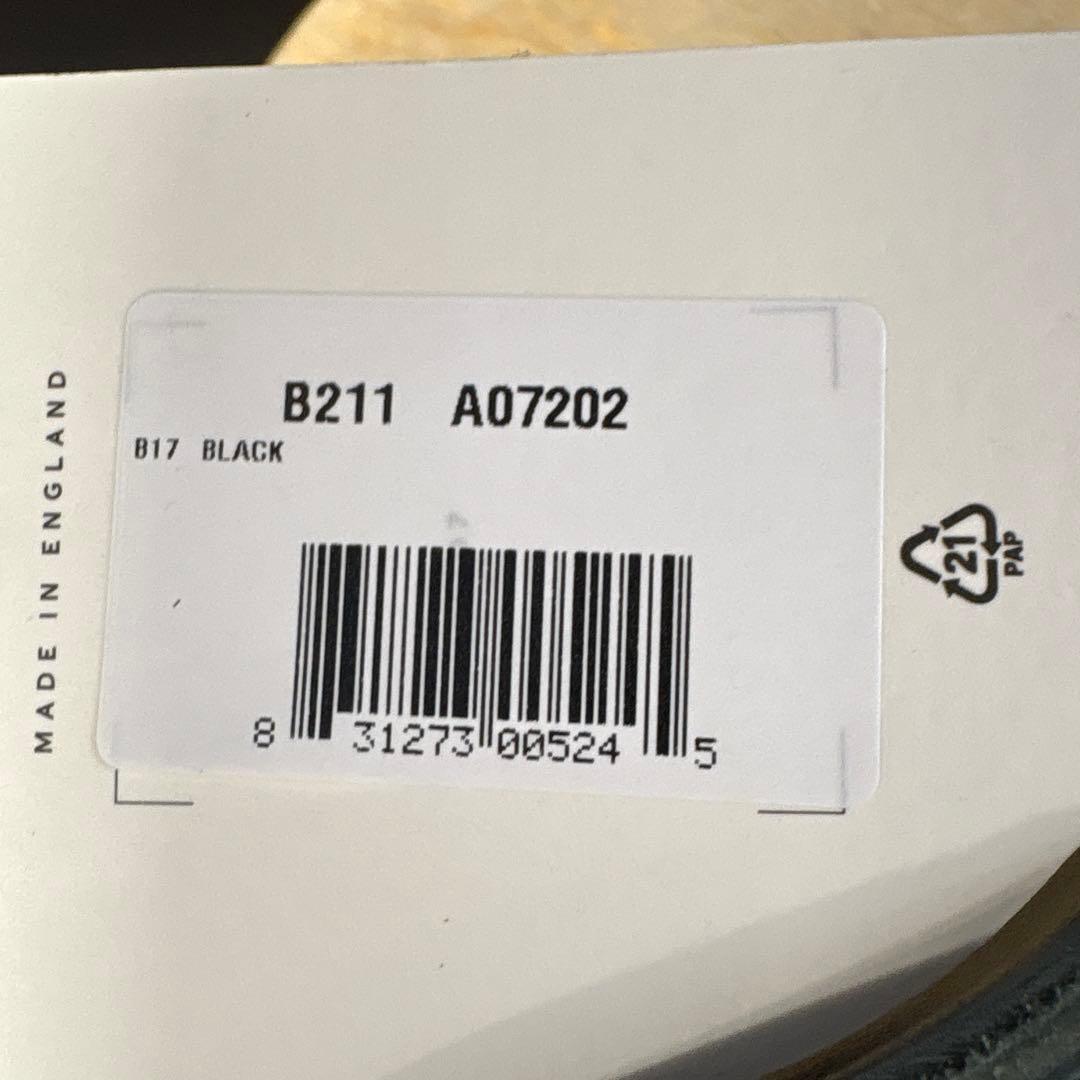 B211 A07202
B17 BLACK
8 31273 00524 5
MADE IN ENGLAND
21
PAP